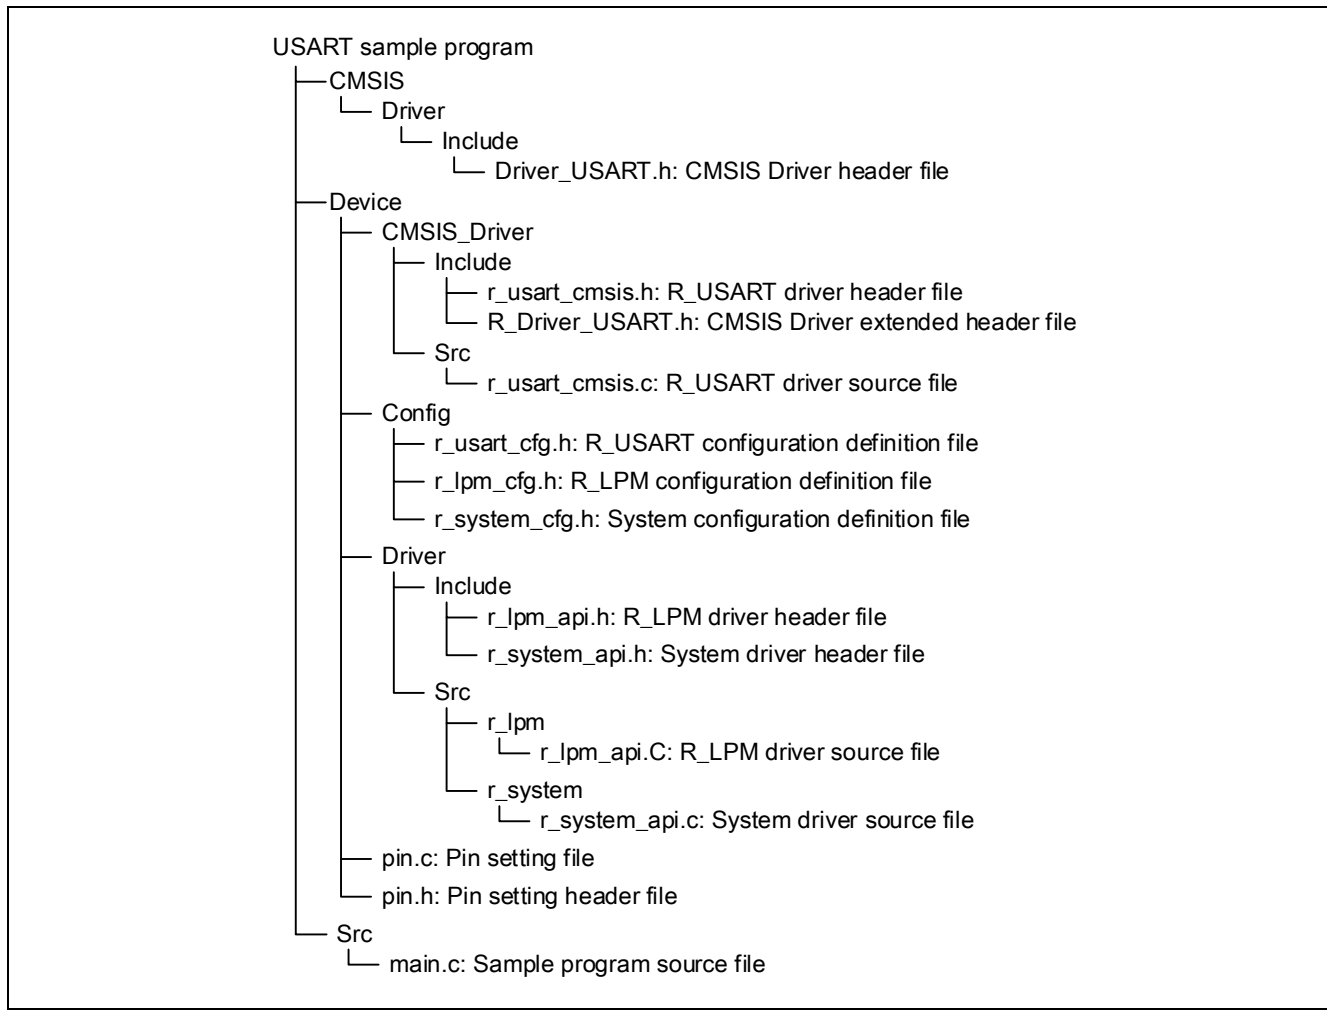 USART sample program
CMSIS
Driver
Include
Driver_USART.h: CMSIS Driver header file
Device
CMSIS_Driver
Include
r_usart_cmsis.h: R_USART driver header file
R_Driver_USART.h: CMSIS Driver extended header file
Src
r_usart_cmsis.c: R_USART driver source file
Config
r_usart_cfg.h: R_USART configuration definition file
r_lpm_cfg.h: R_LPM configuration definition file
r_system_cfg.h: System configuration definition file
Driver
Include
r_lpm_api.h: R_LPM driver header file
r_system_api.h: System driver header file
Src
r_lpm
r_lpm_api.C: R_LPM driver source file
r_system
r_system_api.c: System driver source file
pin.c: Pin setting file
pin.h: Pin setting header file
Src
main.c: Sample program source file